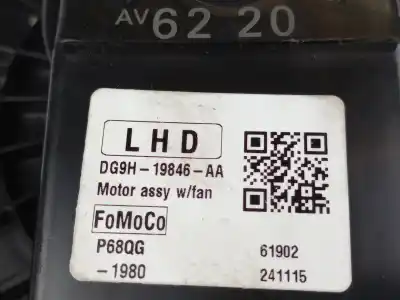 AV 62 20
LHD
DG9H-19846-AA
Motor assy w/fan
FoMoCo
P68QG 61902
-1980 241115